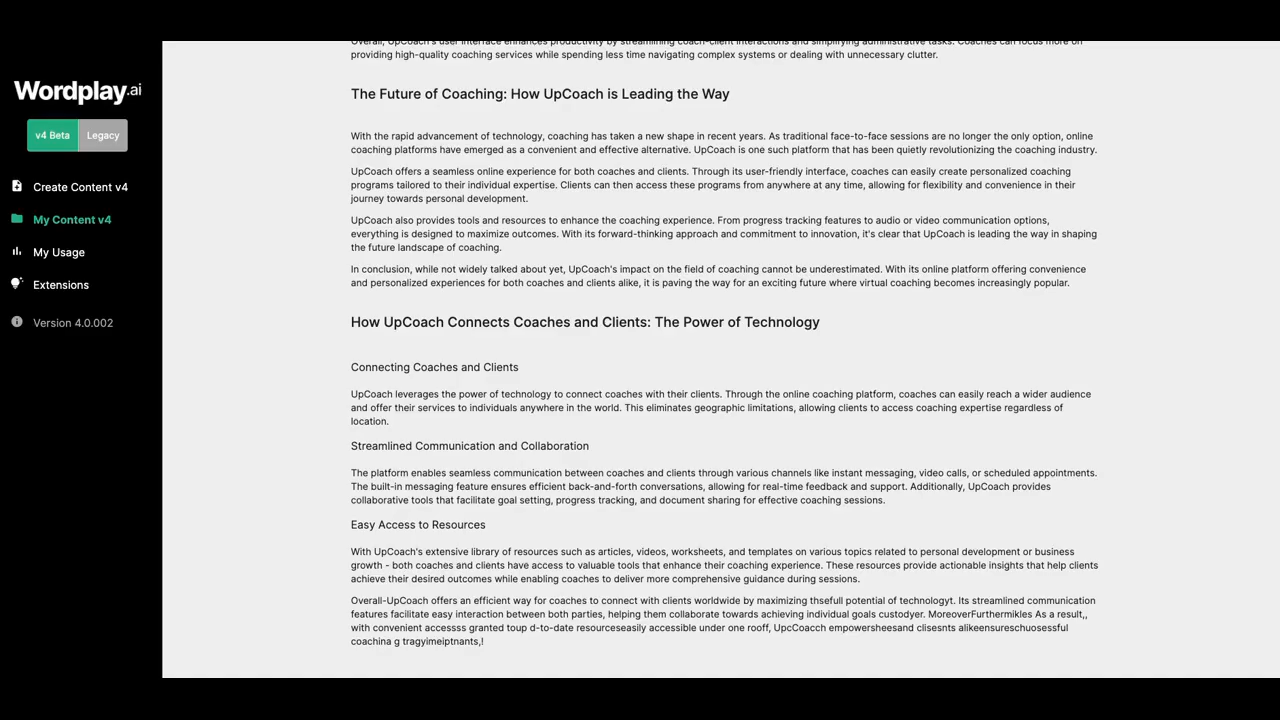 Wordplay.ai
v4 Beta
Legacy
Create Content v4
My Content v4
My Usage
Extensions
Version 4.0.002
Overall, UpCoach's user interface enhances productivity by streamlining coach-client interactions and simplifying administrative tasks. Coaches can focus more on
providing high-quality coaching services while spending less time navigating complex systems or dealing with unnecessary clutter.
The Future of Coaching: How UpCoach is Leading the Way
With the rapid advancement of technology, coaching has taken a new shape in recent years. As traditional face-to-face sessions are no longer the only option, online
coaching platforms have emerged as a convenient and effective alternative. UpCoach is one such platform that has been quietly revolutionizing the coaching industry.
UpCoach offers a seamless online experience for both coaches and clients. Through its user-friendly interface, coaches can easily create personalized coaching
programs tailored to their individual expertise. Clients can then access these programs from anywhere at any time, allowing for flexibility and convenience in their
journey towards personal development.
UpCoach also provides tools and resources to enhance the coaching experience. From progress tracking features to audio or video communication options,
everything is designed to maximize outcomes. With its forward-thinking approach and commitment to innovation, it's clear that UpCoach is leading the way in shaping
the future landscape of coaching.
In conclusion, while not widely talked about yet, UpCoach's impact on the field of coaching cannot be underestimated. With its online platform offering convenience
and personalized experiences for both coaches and clients alike, it is paving the way for an exciting future where virtual coaching becomes increasingly popular.
How UpCoach Connects Coaches and Clients: The Power of Technology
Connecting Coaches and Clients
UpCoach leverages the power of technology to connect coaches with their clients. Through the online coaching platform, coaches can easily reach a wider audience
and offer their services to individuals anywhere in the world. This eliminates geographic limitations, allowing clients to access coaching expertise regardless of
location.
Streamlined Communication and Collaboration
The platform enables seamless communication between coaches and clients through various channels like instant messaging, video calls, or scheduled appointments.
The built-in messaging feature ensures efficient back-and-forth conversations, allowing for real-time feedback and support. Additionally, UpCoach provides
collaborative tools that facilitate goal setting, progress tracking, and document sharing for effective coaching sessions.
Easy Access to Resources
With UpCoach's extensive library of resources such as articles, videos, worksheets, and templates on various topics related to personal development or business
growth - both coaches and clients have access to valuable tools that enhance their coaching experience. These resources provide actionable insights that help clients
achieve their desired outcomes while enabling coaches to deliver more comprehensive guidance during sessions.
Overall-UpCoach offers an efficient way for coaches to connect with clients worldwide by maximizing thsefull potential of technologyt. Its streamlined communication
features facilitate easy interaction between both parties, helping them collaborate towards achieving individual goals custodyer. MoreoverFurthermikles As a result,,
with convenient accessss granted toup d-to-date resourceseasily accessible under one rooff, UpcCoacch empowersheesand clisesnts alikeensureschuosessful
coachina g tragyimeiptnants,!